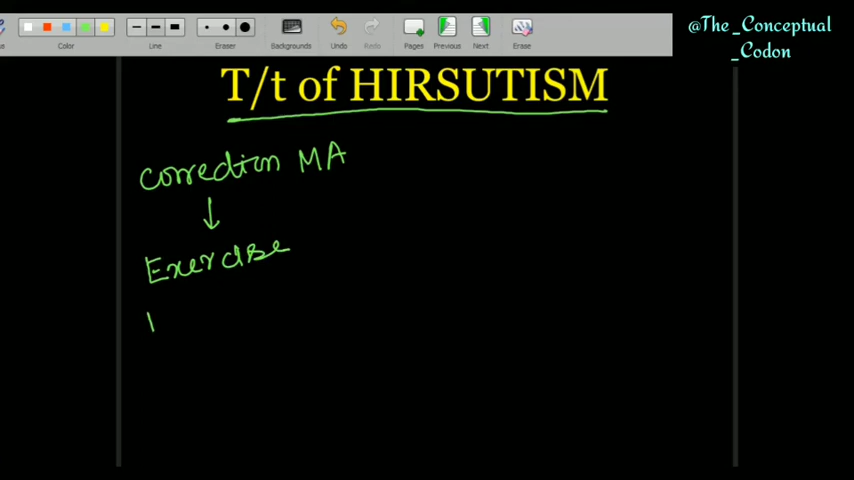 Color Line Eraser Backgrounds Undo Redo Pages Previous Next Erase
@The_Conceptual
_Codon
T/t of HIRSUTISM
Correction MA
↓
Exercise